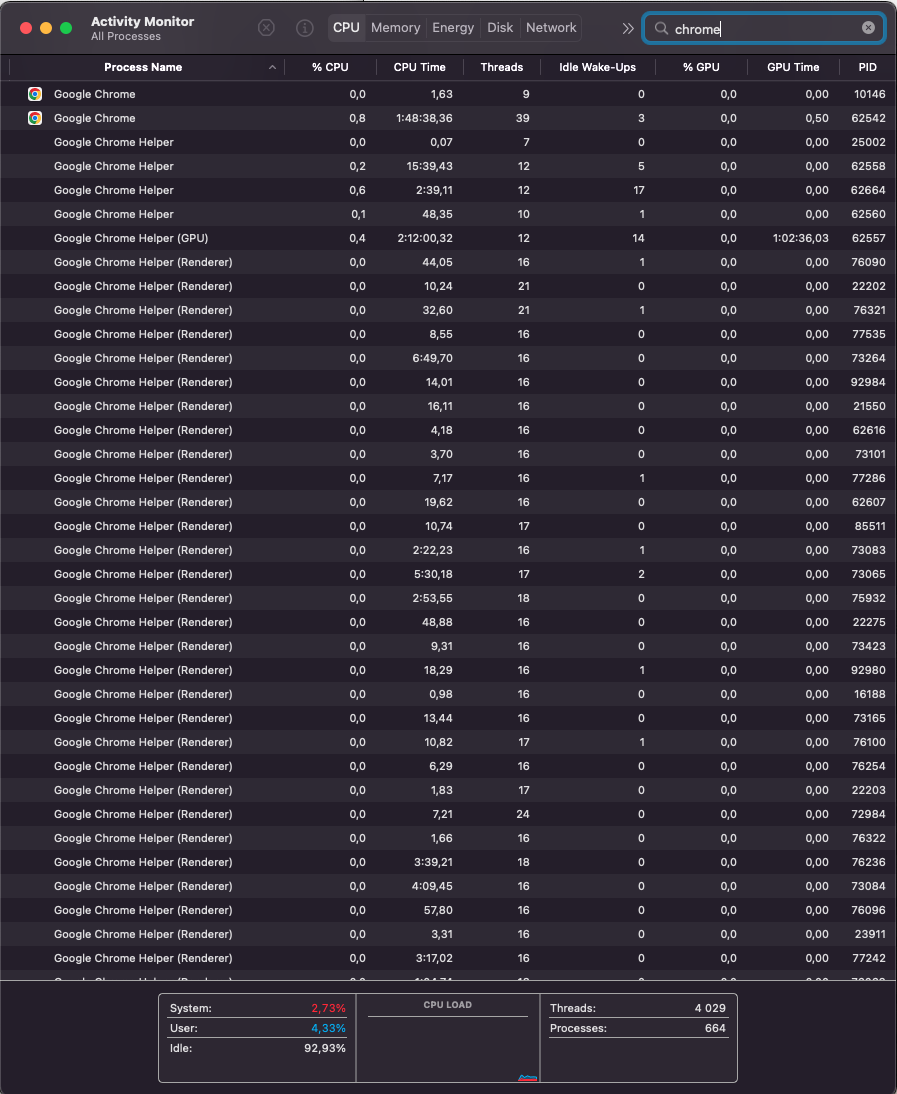 Activity Monitor
All Processes
CPU Memory Energy Disk Network
chrome
Process Name % CPU CPU Time Threads Idle Wake-Ups % GPU GPU Time PID
Google Chrome 0,0 1,63 9 0 0,0 0,00 10146
Google Chrome 0,8 1:48:38,36 39 3 0,0 0,50 62542
Google Chrome Helper 0,0 0,07 7 0 0,0 0,00 25002
Google Chrome Helper 0,2 15:39,43 12 5 0,0 0,00 62558
Google Chrome Helper 0,6 2:39,11 12 17 0,0 0,00 62664
Google Chrome Helper 0,1 48,35 10 1 0,0 0,00 62560
Google Chrome Helper (GPU) 0,4 2:12:00,32 12 14 0,0 1:02:36,03 62557
Google Chrome Helper (Renderer) 0,0 44,05 16 1 0,0 0,00 76090
Google Chrome Helper (Renderer) 0,0 10,24 21 0 0,0 0,00 22202
Google Chrome Helper (Renderer) 0,0 32,60 21 1 0,0 0,00 76321
Google Chrome Helper (Renderer) 0,0 8,55 16 0 0,0 0,00 77535
Google Chrome Helper (Renderer) 0,0 6:49,70 16 0 0,0 0,00 73264
Google Chrome Helper (Renderer) 0,0 14,01 16 0 0,0 0,00 92984
Google Chrome Helper (Renderer) 0,0 16,11 16 0 0,0 0,00 21550
Google Chrome Helper (Renderer) 0,0 4,18 16 0 0,0 0,00 62616
Google Chrome Helper (Renderer) 0,0 3,70 16 0 0,0 0,00 73101
Google Chrome Helper (Renderer) 0,0 7,17 16 1 0,0 0,00 77286
Google Chrome Helper (Renderer) 0,0 19,62 16 0 0,0 0,00 62607
Google Chrome Helper (Renderer) 0,0 10,74 17 0 0,0 0,00 85511
Google Chrome Helper (Renderer) 0,0 2:22,23 16 1 0,0 0,00 73083
Google Chrome Helper (Renderer) 0,0 5:30,18 17 2 0,0 0,00 73065
Google Chrome Helper (Renderer) 0,0 2:53,55 18 0 0,0 0,00 75932
Google Chrome Helper (Renderer) 0,0 48,88 16 0 0,0 0,00 22275
Google Chrome Helper (Renderer) 0,0 9,31 16 0 0,0 0,00 73423
Google Chrome Helper (Renderer) 0,0 18,29 16 1 0,0 0,00 92980
Google Chrome Helper (Renderer) 0,0 0,98 16 0 0,0 0,00 16188
Google Chrome Helper (Renderer) 0,0 13,44 16 0 0,0 0,00 73165
Google Chrome Helper (Renderer) 0,0 10,82 17 1 0,0 0,00 76100
Google Chrome Helper (Renderer) 0,0 6,29 16 0 0,0 0,00 76254
Google Chrome Helper (Renderer) 0,0 1,83 17 0 0,0 0,00 22203
Google Chrome Helper (Renderer) 0,0 7,21 24 0 0,0 0,00 72984
Google Chrome Helper (Renderer) 0,0 1,66 16 0 0,0 0,00 76322
Google Chrome Helper (Renderer) 0,0 3:39,21 18 0 0,0 0,00 76236
Google Chrome Helper (Renderer) 0,0 4:09,45 16 0 0,0 0,00 73084
Google Chrome Helper (Renderer) 0,0 57,80 16 0 0,0 0,00 76096
Google Chrome Helper (Renderer) 0,0 3,31 16 0 0,0 0,00 23911
Google Chrome Helper (Renderer) 0,0 3:17,02 16 0 0,0 0,00 77242
System: 2,73% CPU LOAD Threads: 4 029
User: 4,33% Processes: 664
Idle: 92,93%